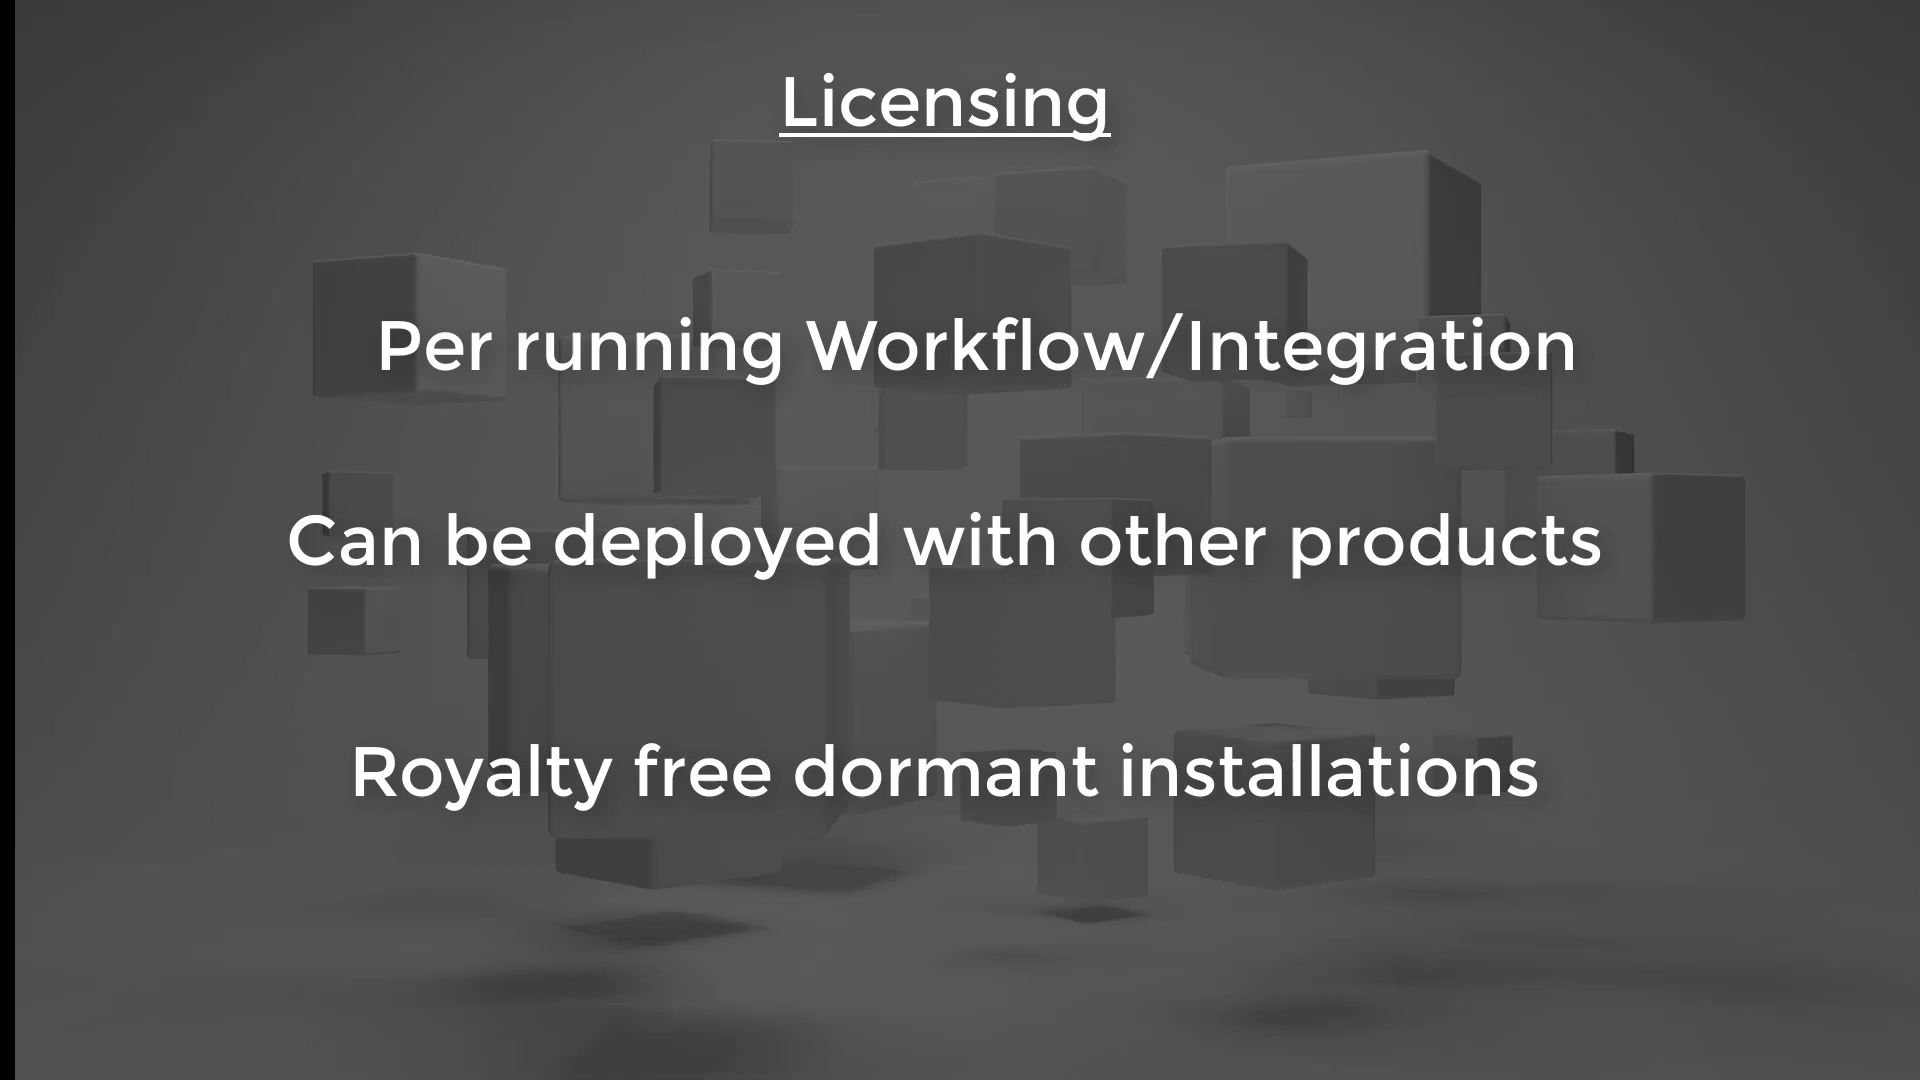 Licensing
Per running Workflow/Integration
Can be deployed with other products
Royalty free dormant installations